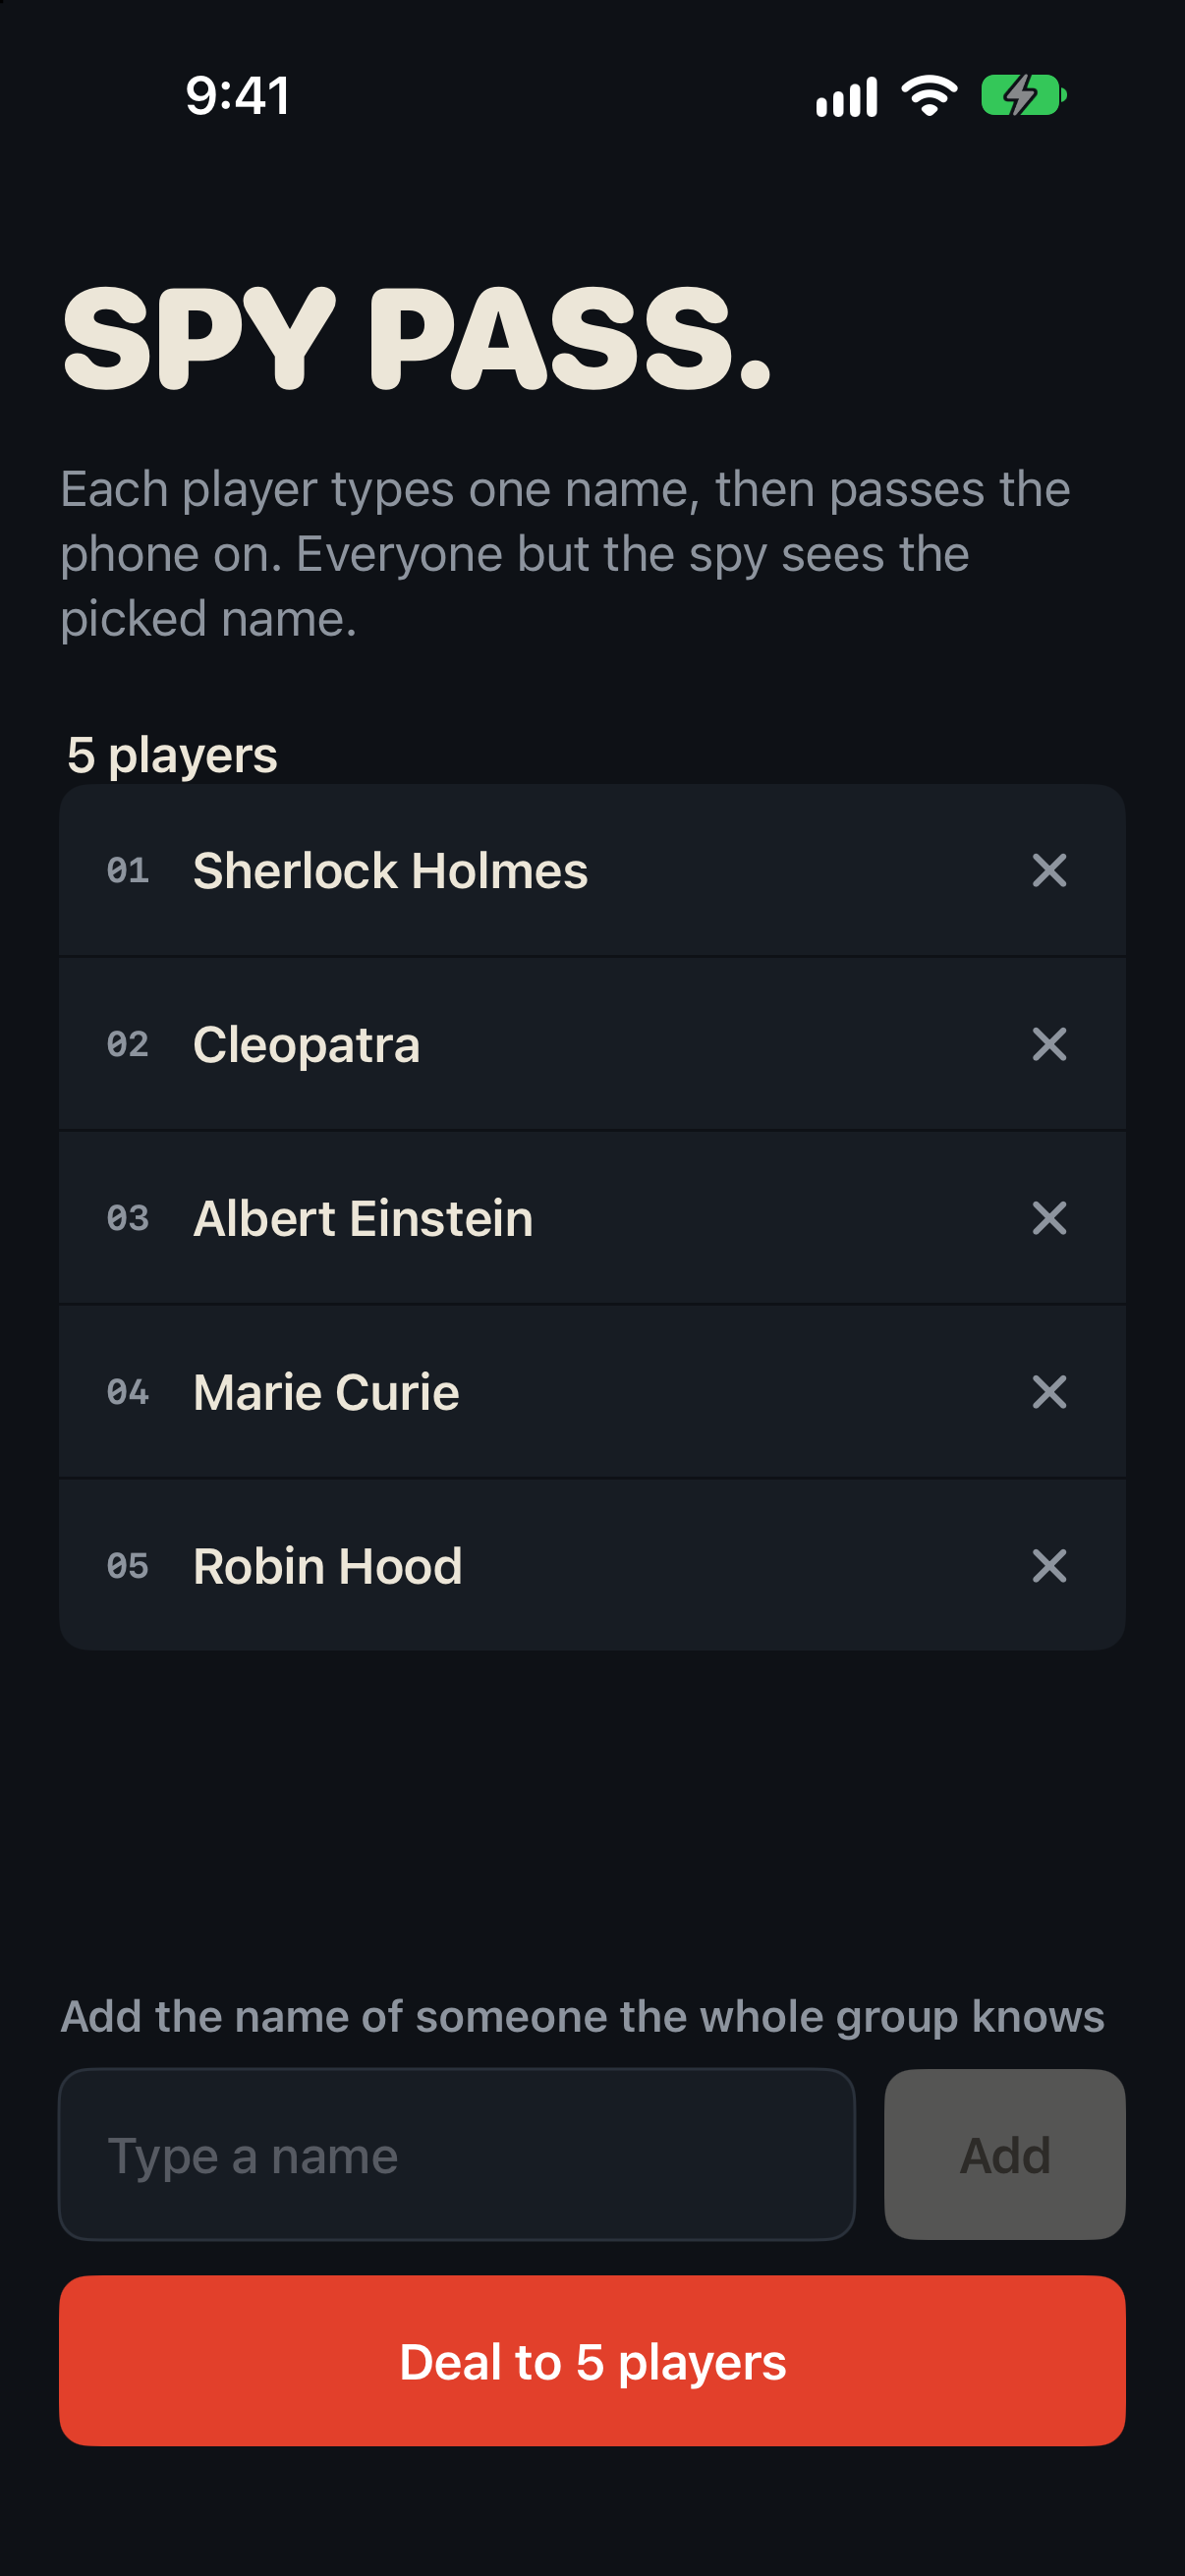 9:41
SPY PASS.
Each player types one name, then passes the
phone on. Everyone but the spy sees the
picked name.
5 players
01 Sherlock Holmes
02 Cleopatra
03 Albert Einstein
04 Marie Curie
05 Robin Hood
Add the name of someone the whole group knows
Type a name Add
Deal to 5 players